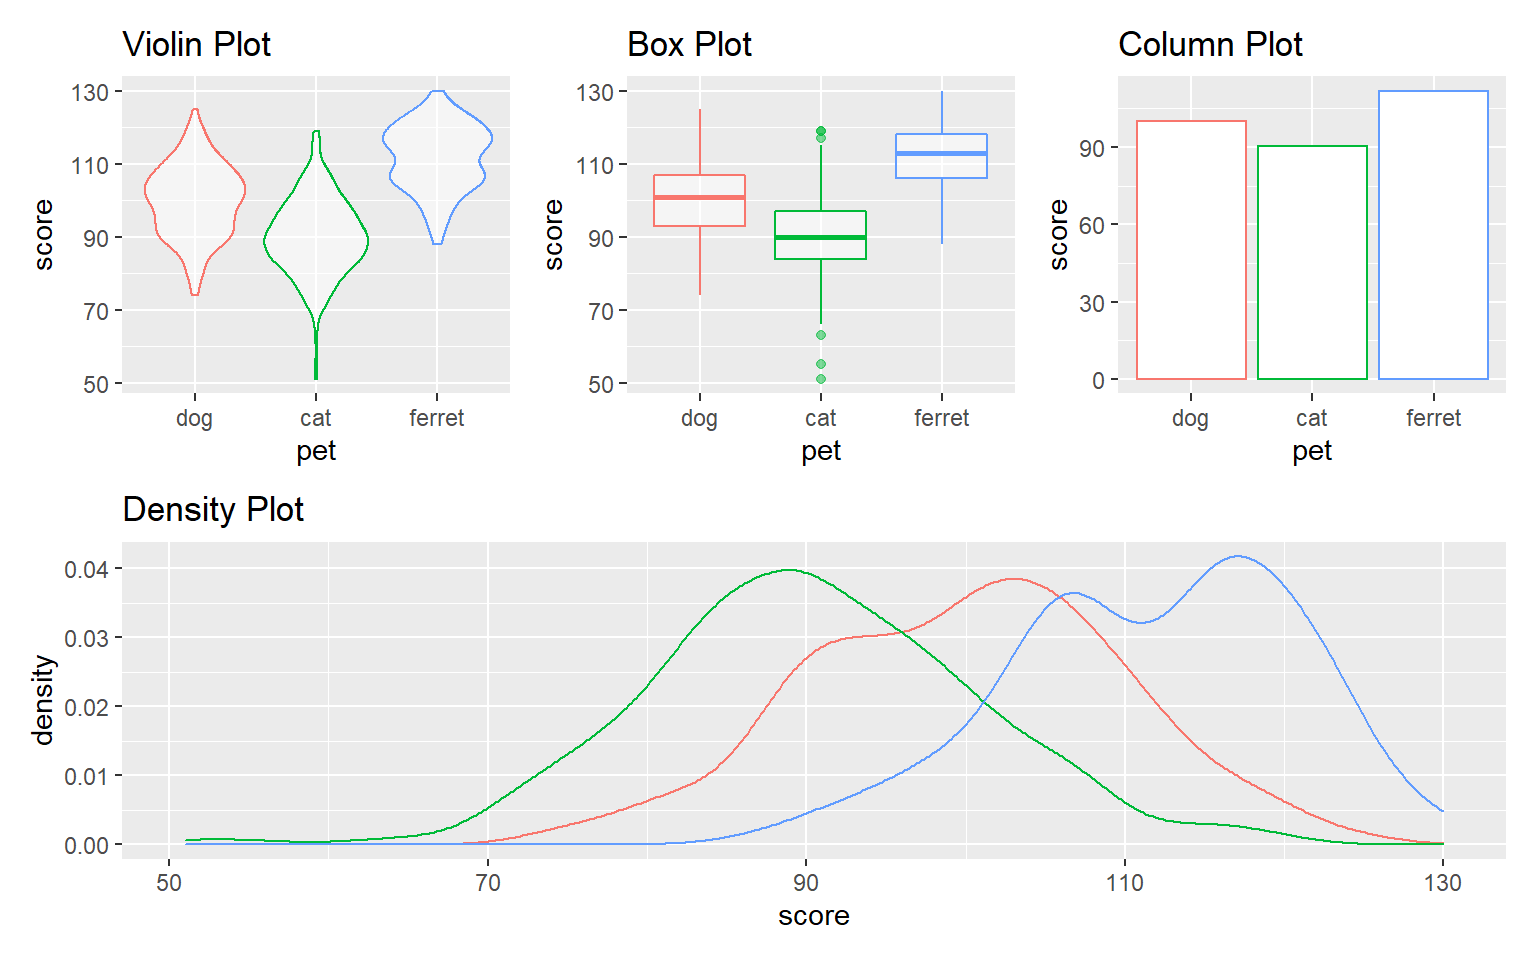 Violin Plot
130
110
90
70
50
score
dog cat ferret
pet
Box Plot
130
110
90
70
50
score
dog cat ferret
pet
Column Plot
90
60
30
0
score
dog cat ferret
pet
Density Plot
0.04
0.03
0.02
0.01
0.00
density
50 70 90 110 130
score